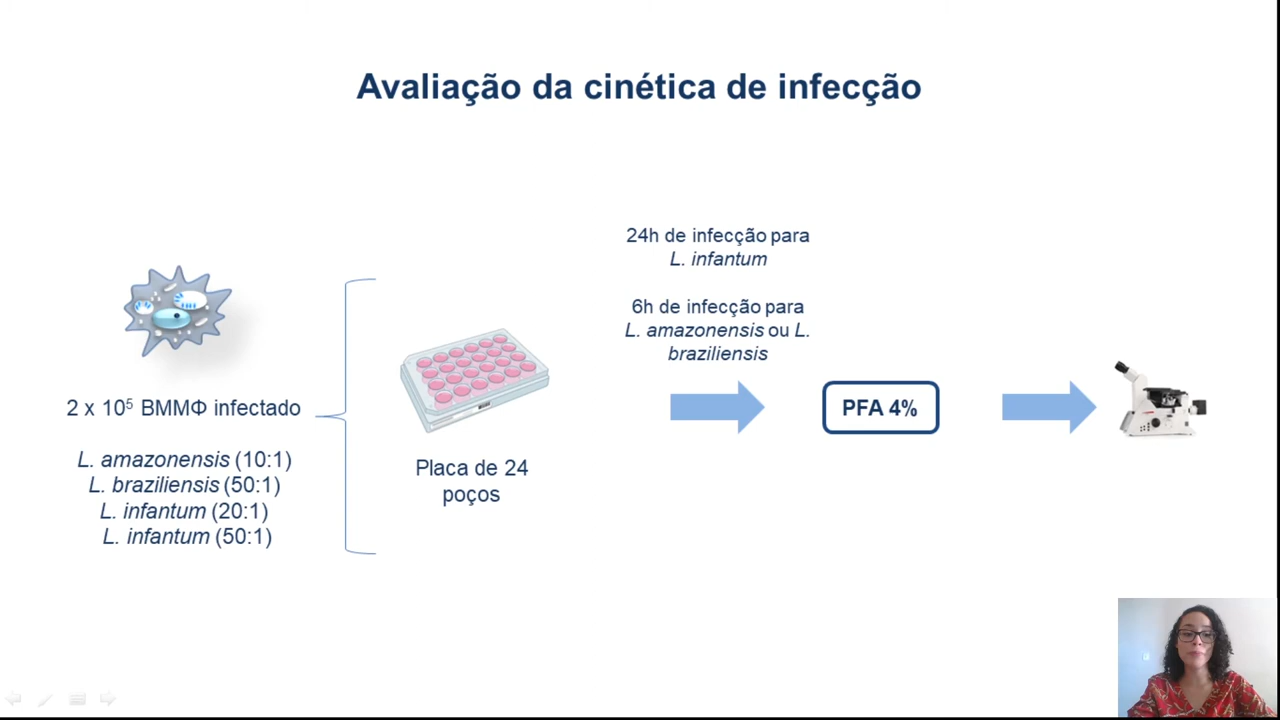 Avaliação da cinética de infecção
24h de infecção para
L. infantum
6h de infecção para
L. amazonensis ou L.
braziliensis
2 x 10⁵ BMMΦ infectado
L. amazonensis (10:1)
L. braziliensis (50:1)
L. infantum (20:1)
L. infantum (50:1)
Placa de 24
poços
PFA 4%